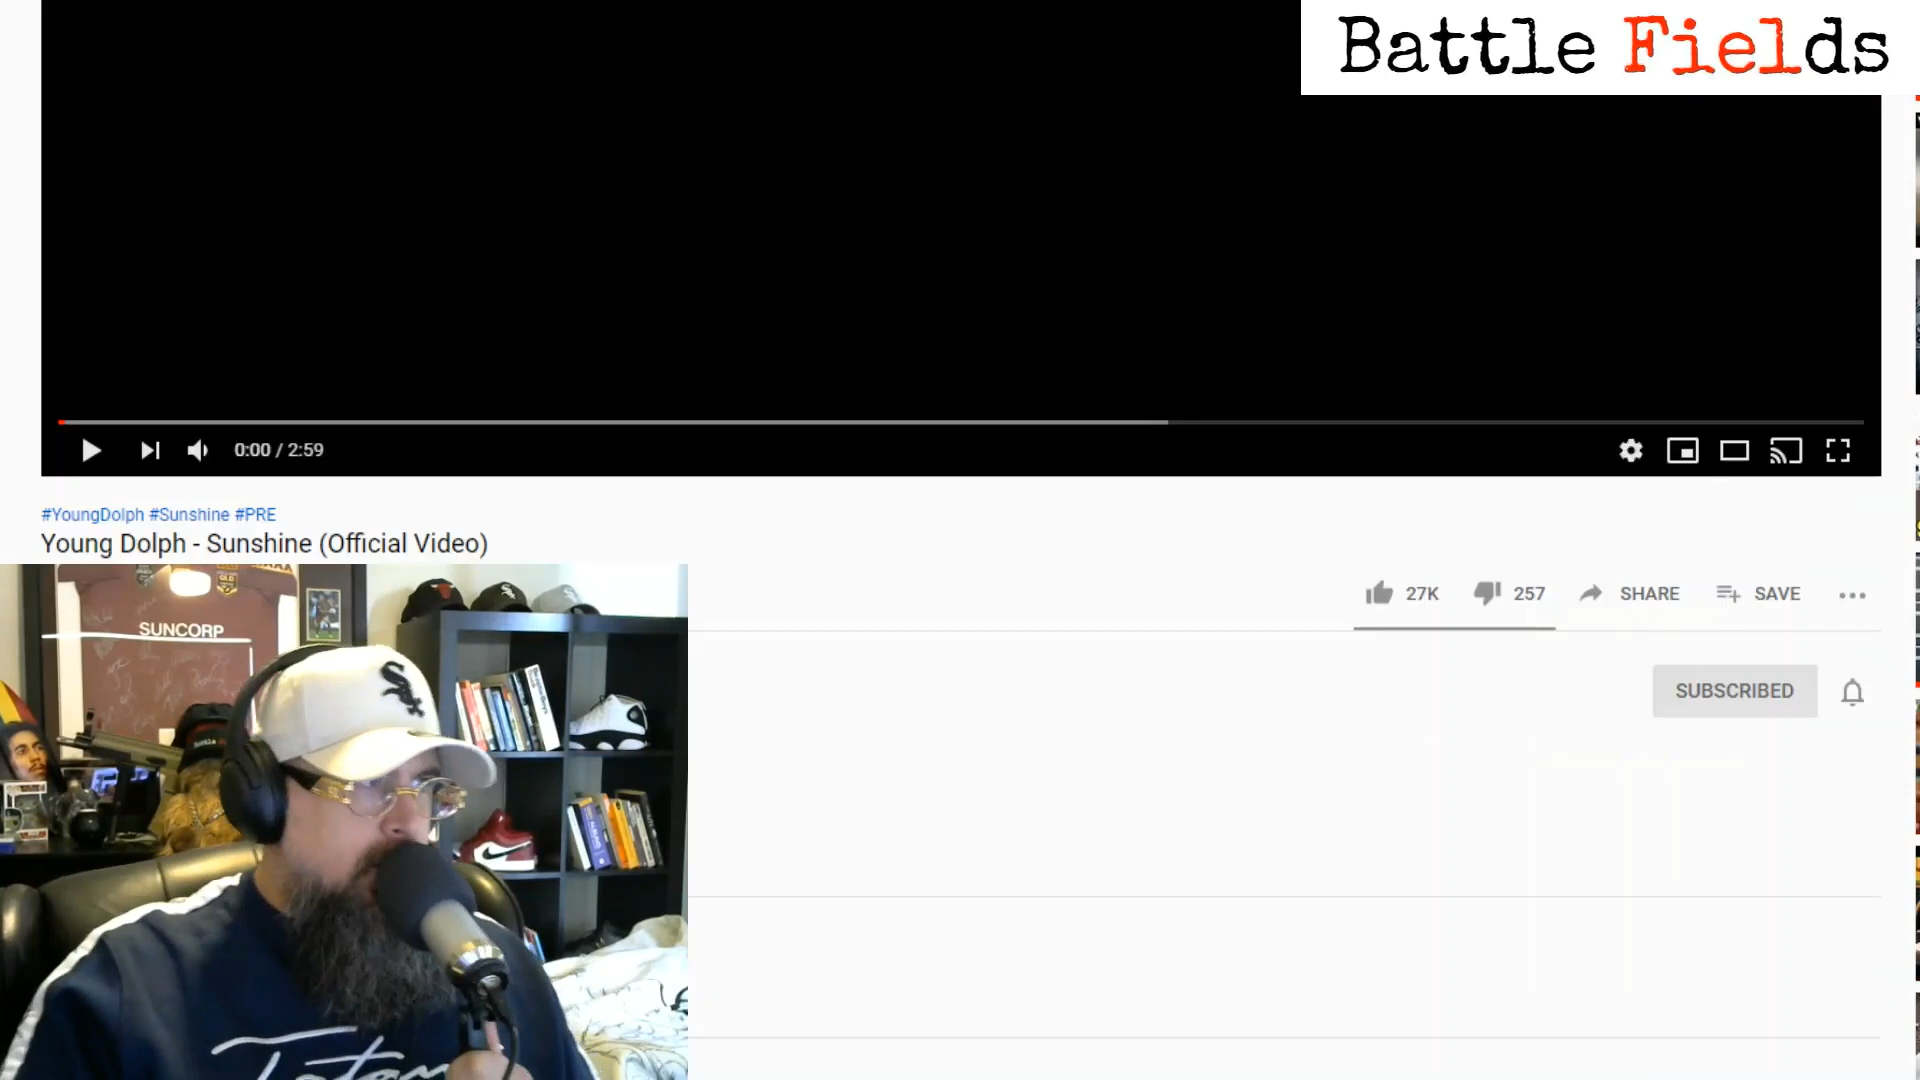 Battle Fields
0:00 / 2:59
#YoungDolph #Sunshine #PRE
Young Dolph - Sunshine (Official Video)
27K 257 SHARE SAVE
SUBSCRIBED
SUNCORP